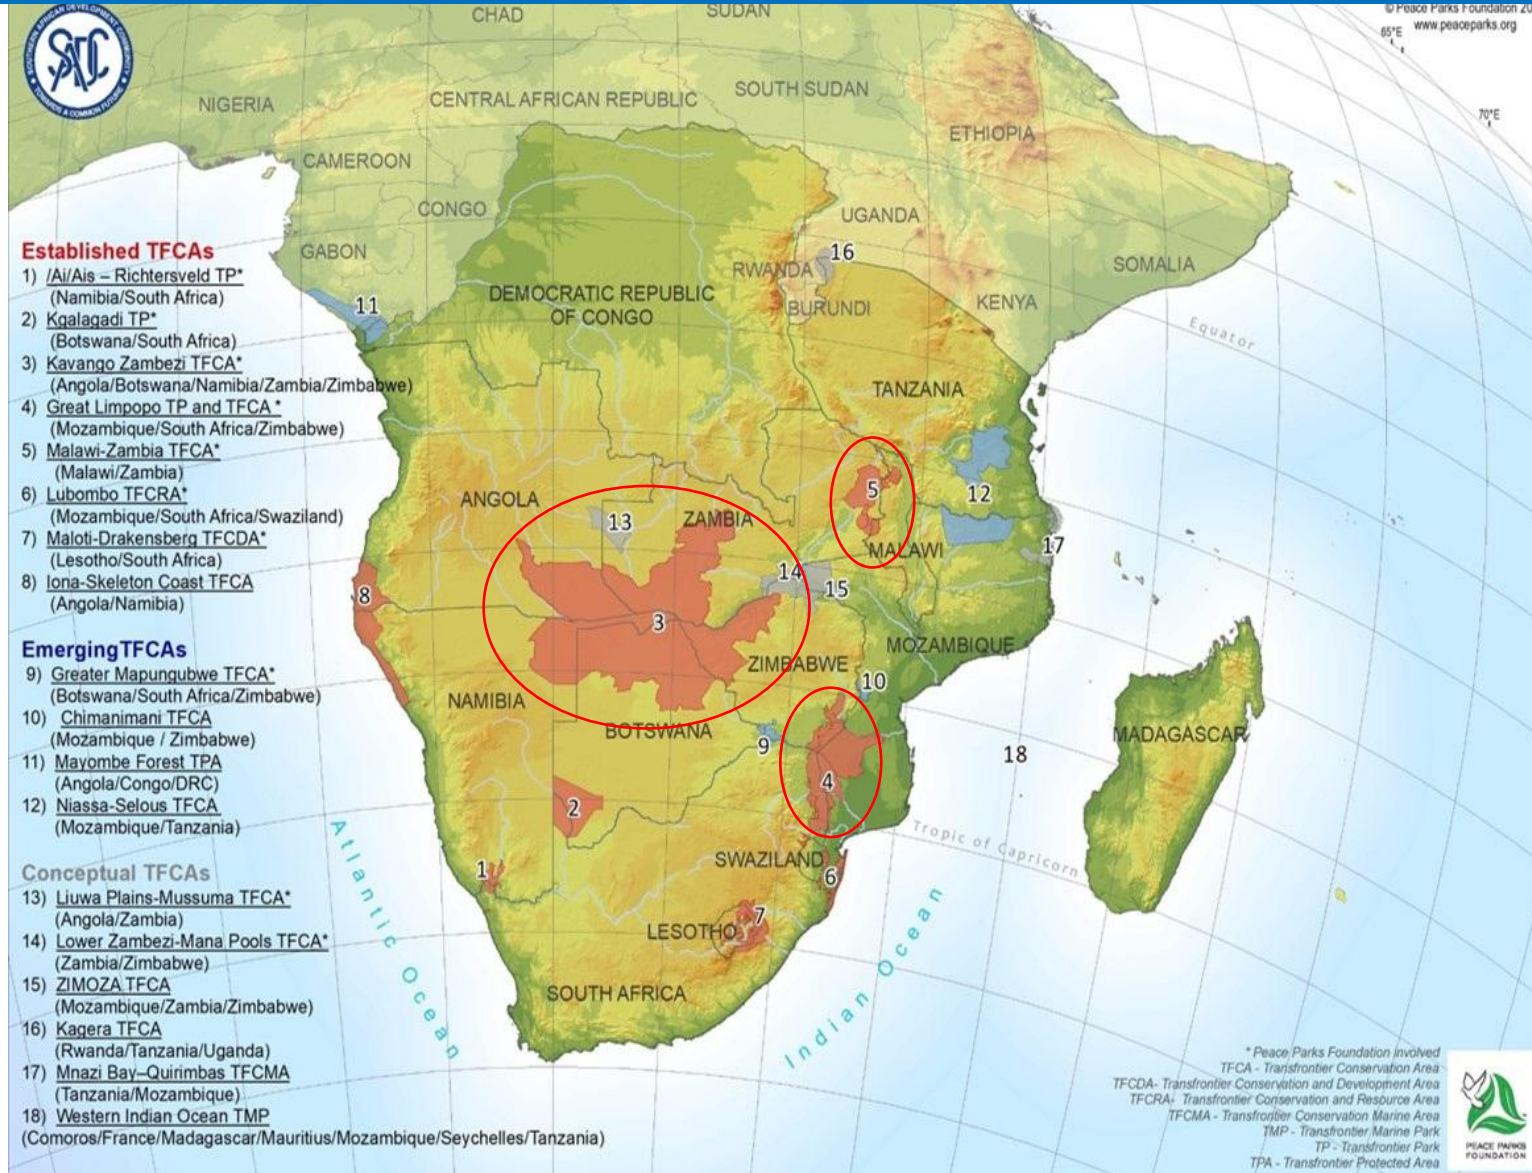 © Peace Parks Foundation 20
www.peaceparks.org
65°E
70°E
SOUTHERN AFRICAN DEVELOPMENT COMMUNITY
SADC
TOWARDS A COMMON FUTURE
CHAD
SUDAN
NIGERIA
CENTRAL AFRICAN REPUBLIC
SOUTH SUDAN
ETHIOPIA
CAMEROON
CONGO
UGANDA
GABON
RWANDA
16
SOMALIA
BURUNDI
KENYA
DEMOCRATIC REPUBLIC
OF CONGO
11
Equator
TANZANIA
ANGOLA
13
ZAMBIA
5
12
MALAWI
17
14
15
8
3
MOZAMBIQUE
ZIMBABWE
10
NAMIBIA
BOTSWANA
9
MADAGASCAR
18
4
2
Tropic of Capricorn
SWAZILAND
1
6
7
LESOTHO
SOUTH AFRICA
Atlantic Ocean
Indian Ocean
Established TFCAs
1) /Ai/Ais – Richtersveld TP*
(Namibia/South Africa)
2) Kgalagadi TP*
(Botswana/South Africa)
3) Kavango Zambezi TFCA*
(Angola/Botswana/Namibia/Zambia/Zimbabwe)
4) Great Limpopo TP and TFCA *
(Mozambique/South Africa/Zimbabwe)
5) Malawi-Zambia TFCA*
(Malawi/Zambia)
6) Lubombo TFCRA*
(Mozambique/South Africa/Swaziland)
7) Maloti-Drakensberg TFCDA*
(Lesotho/South Africa)
8) Iona-Skeleton Coast TFCA
(Angola/Namibia)
EmergingTFCAs
9) Greater Mapungubwe TFCA*
(Botswana/South Africa/Zimbabwe)
10) Chimanimani TFCA
(Mozambique / Zimbabwe)
11) Mayombe Forest TPA
(Angola/Congo/DRC)
12) Niassa-Selous TFCA
(Mozambique/Tanzania)
Conceptual TFCAs
13) Liuwa Plains-Mussuma TFCA*
(Angola/Zambia)
14) Lower Zambezi-Mana Pools TFCA*
(Zambia/Zimbabwe)
15) ZIMOZA TFCA
(Mozambique/Zambia/Zimbabwe)
16) Kagera TFCA
(Rwanda/Tanzania/Uganda)
17) Mnazi Bay–Quirimbas TFCMA
(Tanzania/Mozambique)
18) Western Indian Ocean TMP
(Comoros/France/Madagascar/Mauritius/Mozambique/Seychelles/Tanzania)
* Peace Parks Foundation involved
TFCA - Transfrontier Conservation Area
TFCDA- Transfrontier Conservation and Development Area
TFCRA- Transfrontier Conservation and Resource Area
TFCMA - Transfrontier Conservation Marine Area
TMP - Transfrontier Marine Park
TP - Transfrontier Park
TPA - Transfrontier Protected Area
PEACE PARKS
FOUNDATION